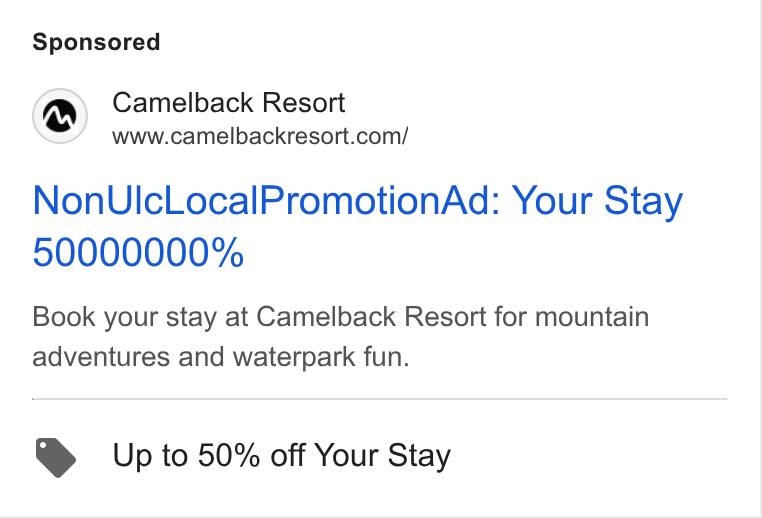 Sponsored
Camelback Resort
www.camelbackresort.com/
NonUlcLocalPromotionAd: Your Stay
50000000%
Book your stay at Camelback Resort for mountain
adventures and waterpark fun.
Up to 50% off Your Stay